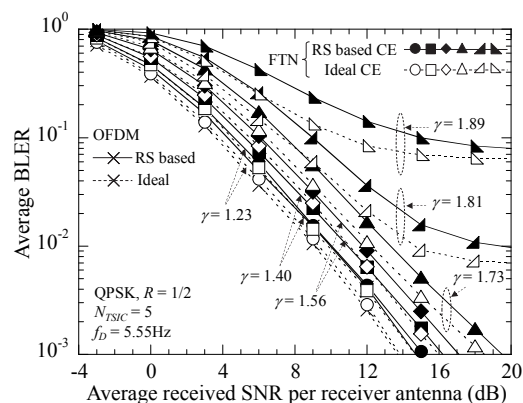 10⁰
10⁻¹
10⁻²
10⁻³
Average BLER
FTN
RS based CE
Ideal CE
OFDM
RS based
Ideal
γ = 1.89
γ = 1.81
γ = 1.23
γ = 1.40
γ = 1.56
γ = 1.73
QPSK, R = 1/2
N_TSIC = 5
f_D = 5.55Hz
-4 0 4 8 12 16 20
Average received SNR per receiver antenna (dB)